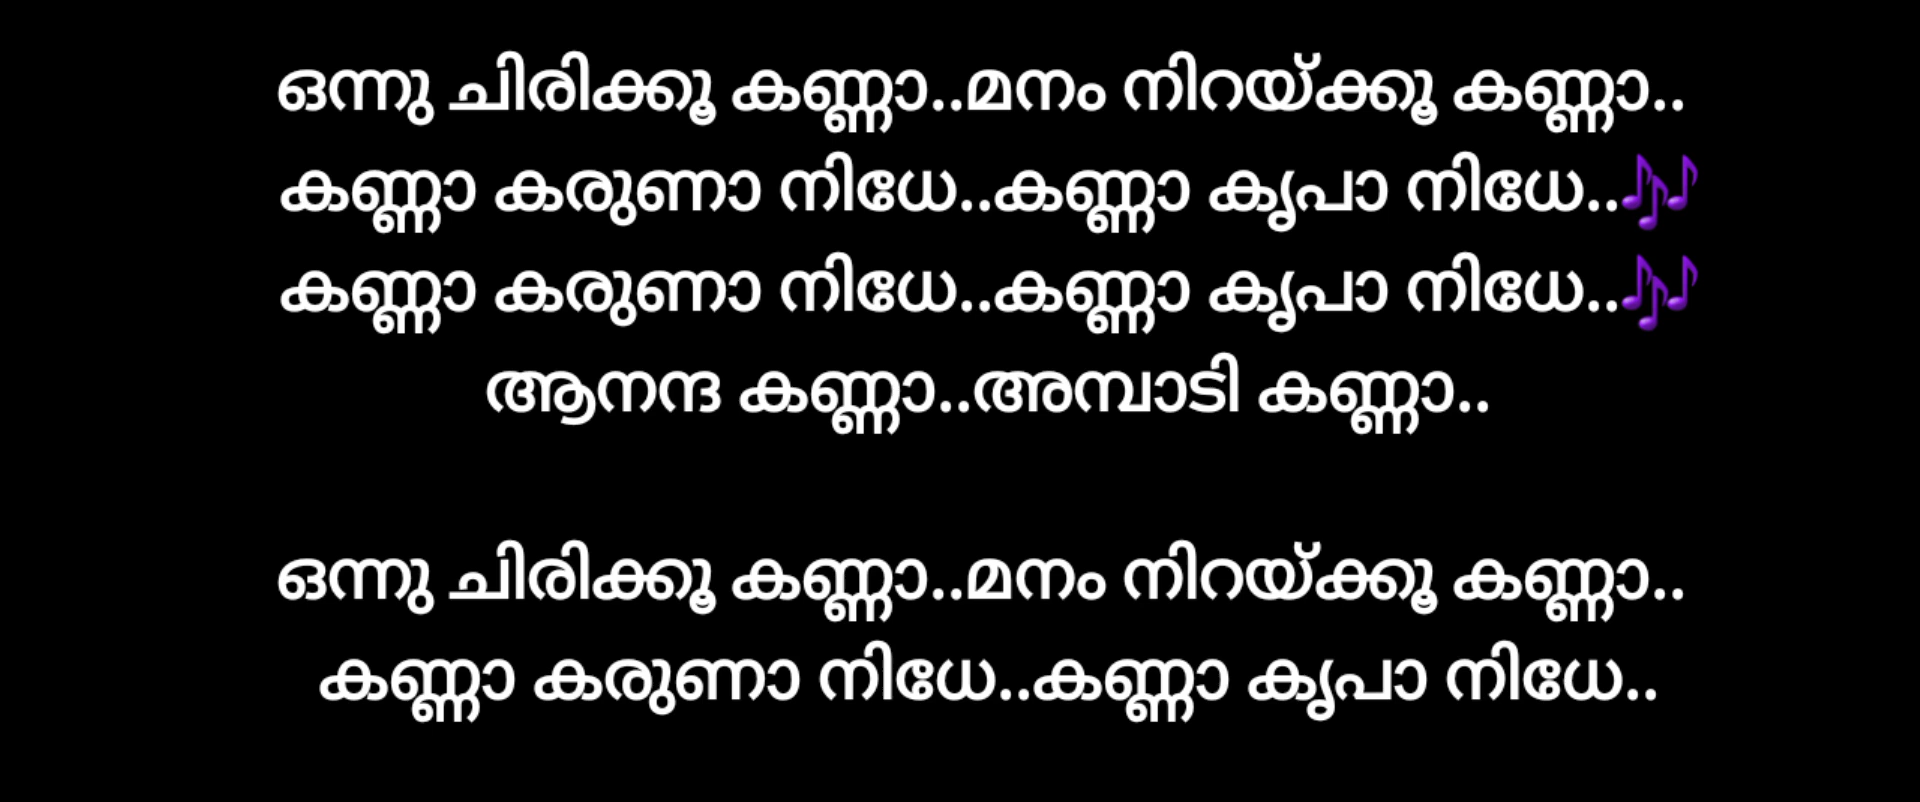 ഒന്നു ചിരിക്കൂ കണ്ണാ..മനം നിറയ്ക്കൂ കണ്ണാ..
കണ്ണാ കരുണാ നിധേ..കണ്ണാ കൃപാ നിധേ..🎶
കണ്ണാ കരുണാ നിധേ..കണ്ണാ കൃപാ നിധേ..🎶
ആനന്ദ കണ്ണാ..അമ്പാടി കണ്ണാ..
ഒന്നു ചിരിക്കൂ കണ്ണാ..മനം നിറയ്ക്കൂ കണ്ണാ..
കണ്ണാ കരുണാ നിധേ..കണ്ണാ കൃപാ നിധേ..